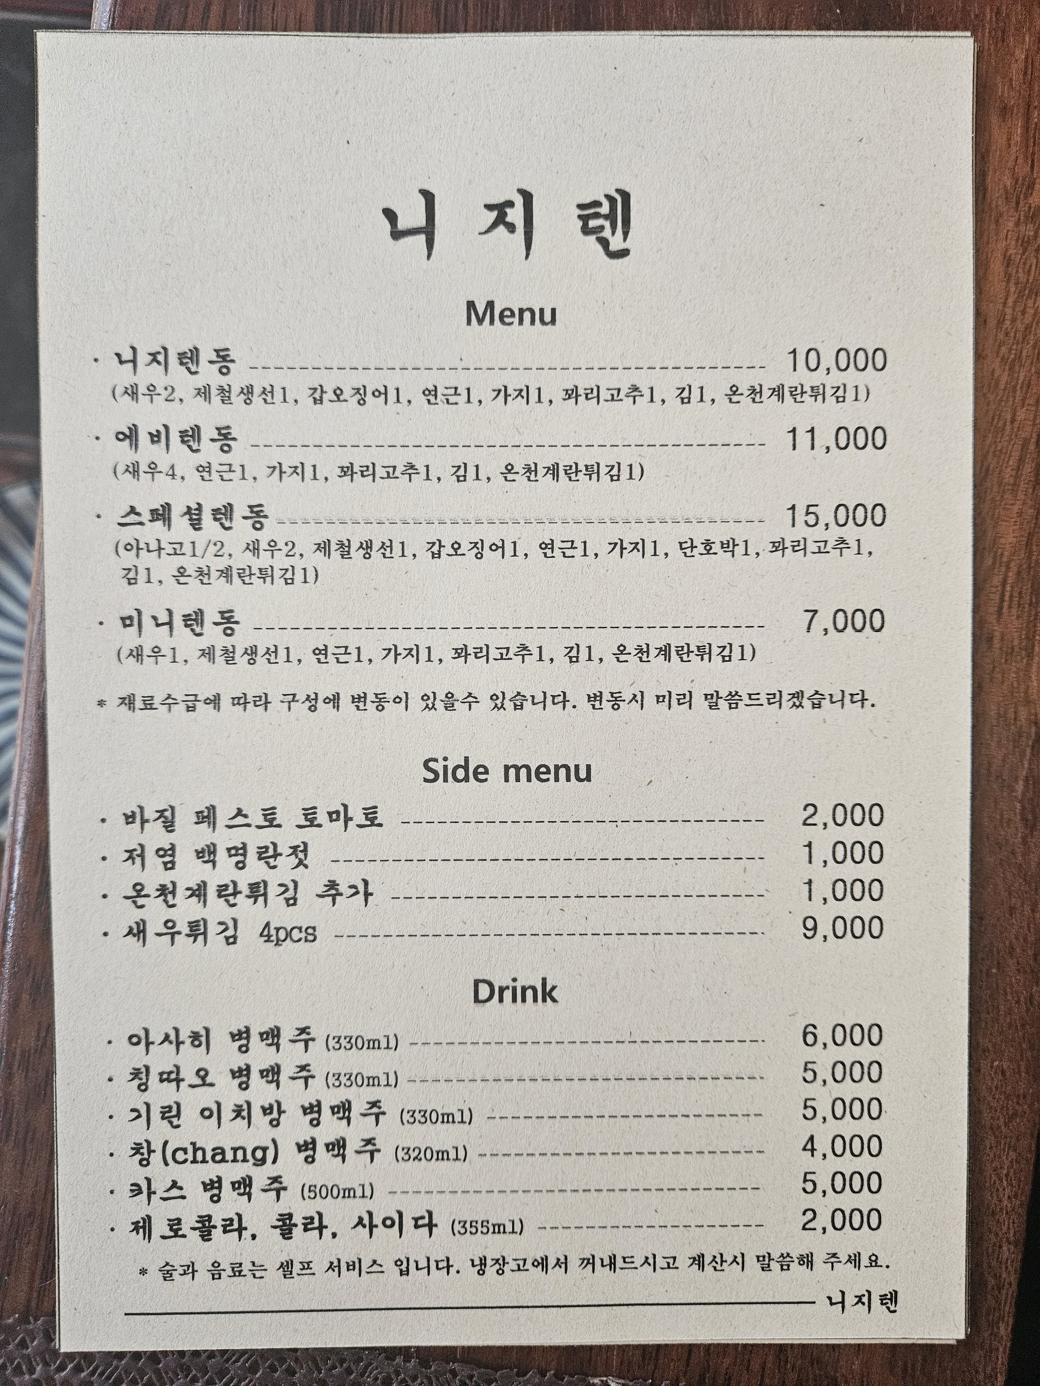 니지텐
Menu
· 니지텐동 10,000
(새우2, 제철생선1, 갑오징어1, 연근1, 가지1, 꽈리고추1, 김1, 온천계란튀김1)
· 에비텐동 11,000
(새우4, 연근1, 가지1, 꽈리고추1, 김1, 온천계란튀김1)
· 스페셜텐동 15,000
(아나고1/2, 새우2, 제철생선1, 갑오징어1, 연근1, 가지1, 단호박1, 꽈리고추1,
김1, 온천계란튀김1)
· 미니텐동 7,000
(새우1, 제철생선1, 연근1, 가지1, 꽈리고추1, 김1, 온천계란튀김1)
* 재료수급에 따라 구성에 변동이 있을수 있습니다. 변동시 미리 말씀드리겠습니다.
Side menu
· 바질 페스토 토마토 2,000
· 저염 백명란젓 1,000
· 온천계란튀김 추가 1,000
· 새우튀김 4pcs 9,000
Drink
· 아사히 병맥주 (330ml) 6,000
· 칭따오 병맥주 (330ml) 5,000
· 기린 이치방 병맥주 (330ml) 5,000
· 창(chang) 병맥주 (320ml) 4,000
· 카스 병맥주 (500ml) 5,000
· 제로콜라, 콜라, 사이다 (355ml) 2,000
* 술과 음료는 셀프 서비스 입니다. 냉장고에서 꺼내드시고 계산시 말씀해 주세요.
니지텐